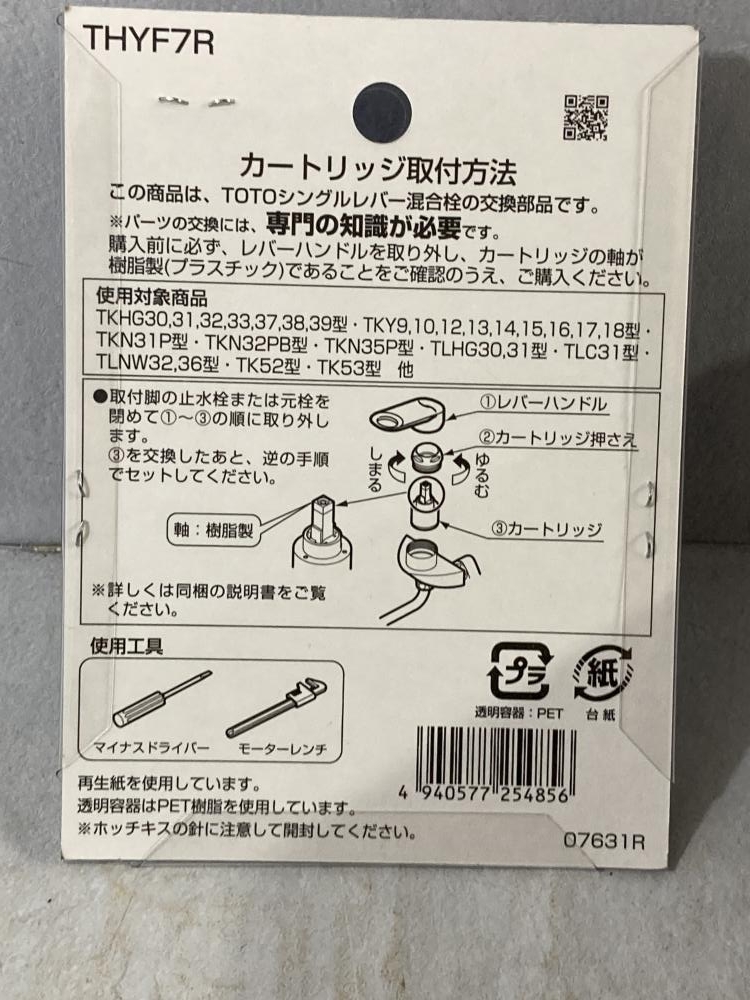 THYF7R
カートリッジ取付方法
この商品は、TOTOシングルレバー混合栓の交換部品です。
※パーツの交換には、専門の知識が必要です。
購入前に必ず、レバーハンドルを取り外し、カートリッジの軸が
樹脂製(プラスチック)であることをご確認のうえ、ご購入ください。
使用対象商品
TKHG30,31,32,33,37,38,39型・TKY9,10,12,13,14,15,16,17,18型・
TKN31P型・TKN32PB型・TKN35P型・TLHG30,31型・TLC31型・
TLNW32,36型・TK52型・TK53型 他
●取付脚の止水栓または元栓を
閉めて①〜③の順に取り外し
ます。
③を交換したあと、逆の手順
でセットしてください。
①レバーハンドル
②カートリッジ押さえ
しまる
ゆるむ
③カートリッジ
軸：樹脂製
※詳しくは同梱の説明書をご覧
ください。
使用工具
マイナスドライバー
モーターレンチ
プラ
紙
透明容器：PET
台紙
再生紙を使用しています。
透明容器はPET樹脂を使用しています。
※ホッチキスの針に注意して開封してください。
4 940577 254856
07631R